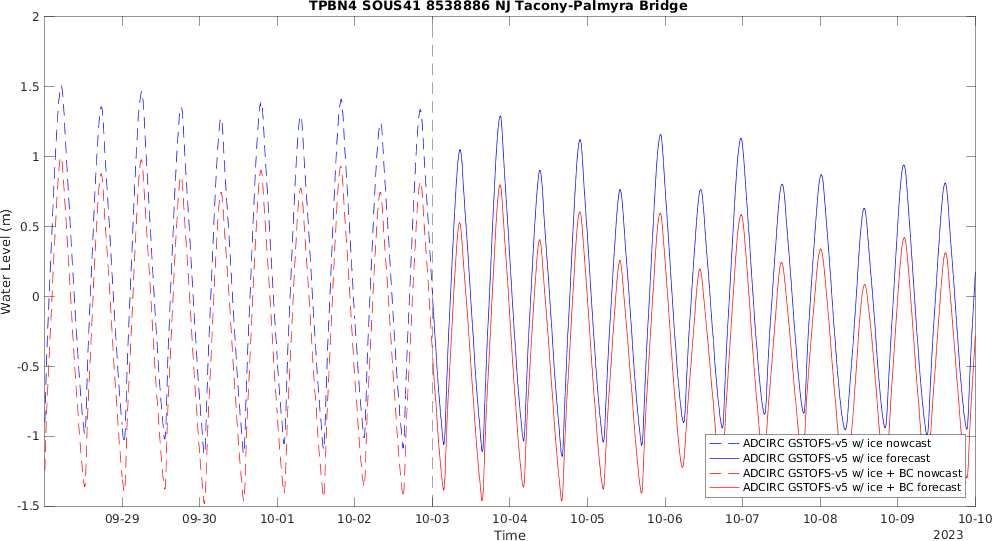 TPBN4 SOUS41 8538886 NJ Tacony-Palmyra Bridge
2
1.5
1
0.5
0
-0.5
-1
-1.5
Water Level (m)
ADCIRC GSTOFS-v5 w/ ice nowcast
ADCIRC GSTOFS-v5 w/ ice forecast
ADCIRC GSTOFS-v5 w/ ice + BC nowcast
ADCIRC GSTOFS-v5 w/ ice + BC forecast
09-29 09-30 10-01 10-02 10-03 10-04 10-05 10-06 10-07 10-08 10-09 10-10
Time
2023